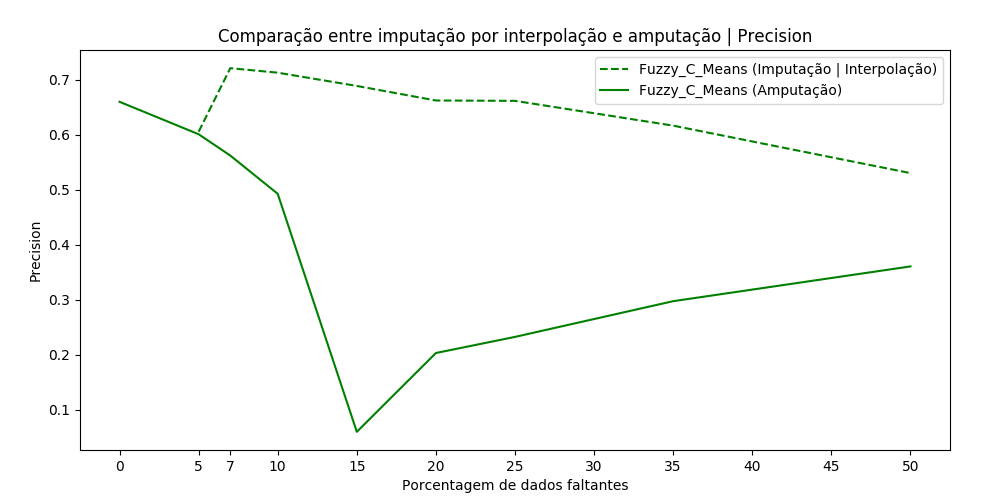 Comparação entre imputação por interpolação e amputação | Precision
Fuzzy_C_Means (Imputação | Interpolação)
Fuzzy_C_Means (Amputação)
0.7
0.6
0.5
0.4
0.3
0.2
0.1
Precision
0 5 7 10 15 20 25 30 35 40 45 50
Porcentagem de dados faltantes